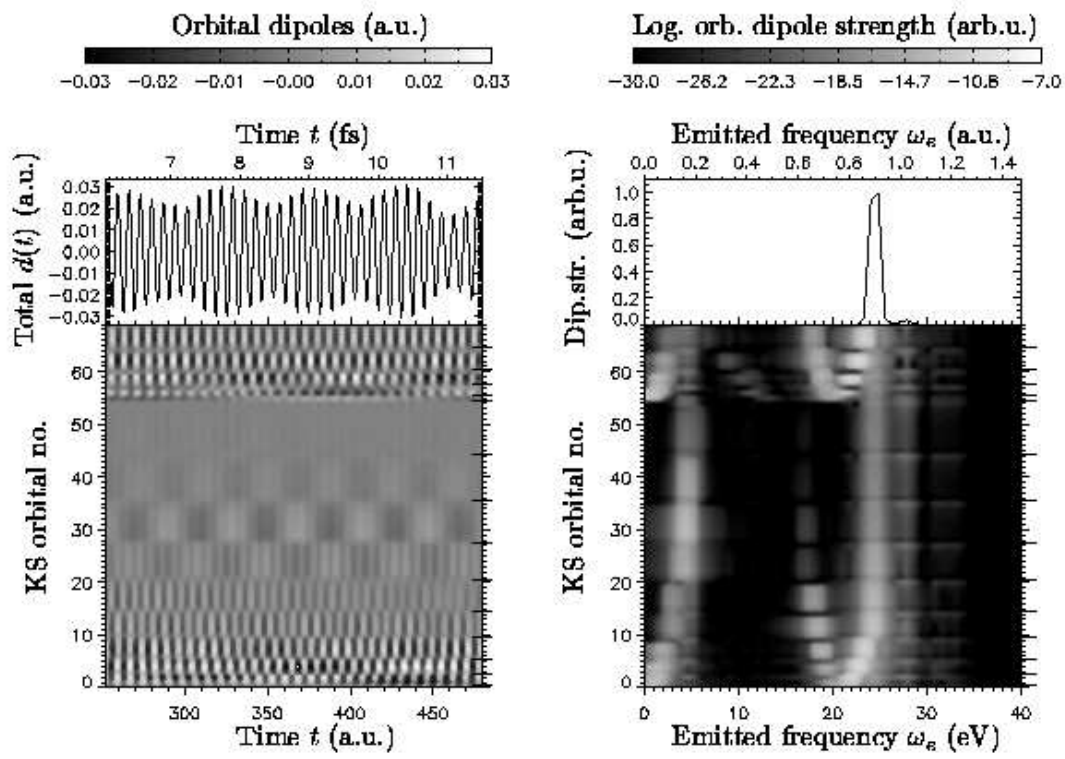 Orbital dipoles (a.u.)
−0.03 −0.02 −0.01 −0.00 0.01 0.02 0.03
Time t (fs)
7 8 9 10 11
Total d(t) (a.u.)
0.03
0.02
0.01
0.00
−0.01
−0.02
−0.03
KS orbital no.
60
50
40
30
20
10
0
300 350 400 450
Time t (a.u.)
Log. orb. dipole strength (arb.u.)
−30.0 −26.2 −22.3 −18.5 −14.7 −10.8 −7.0
Emitted frequency ωe (a.u.)
0.0 0.2 0.4 0.6 0.8 1.0 1.2 1.4
Dip.str. (arb.u.)
1.0
0.8
0.6
0.4
0.2
0.0
KS orbital no.
60
50
40
30
20
10
0
0 10 20 30 40
Emitted frequency ωe (eV)